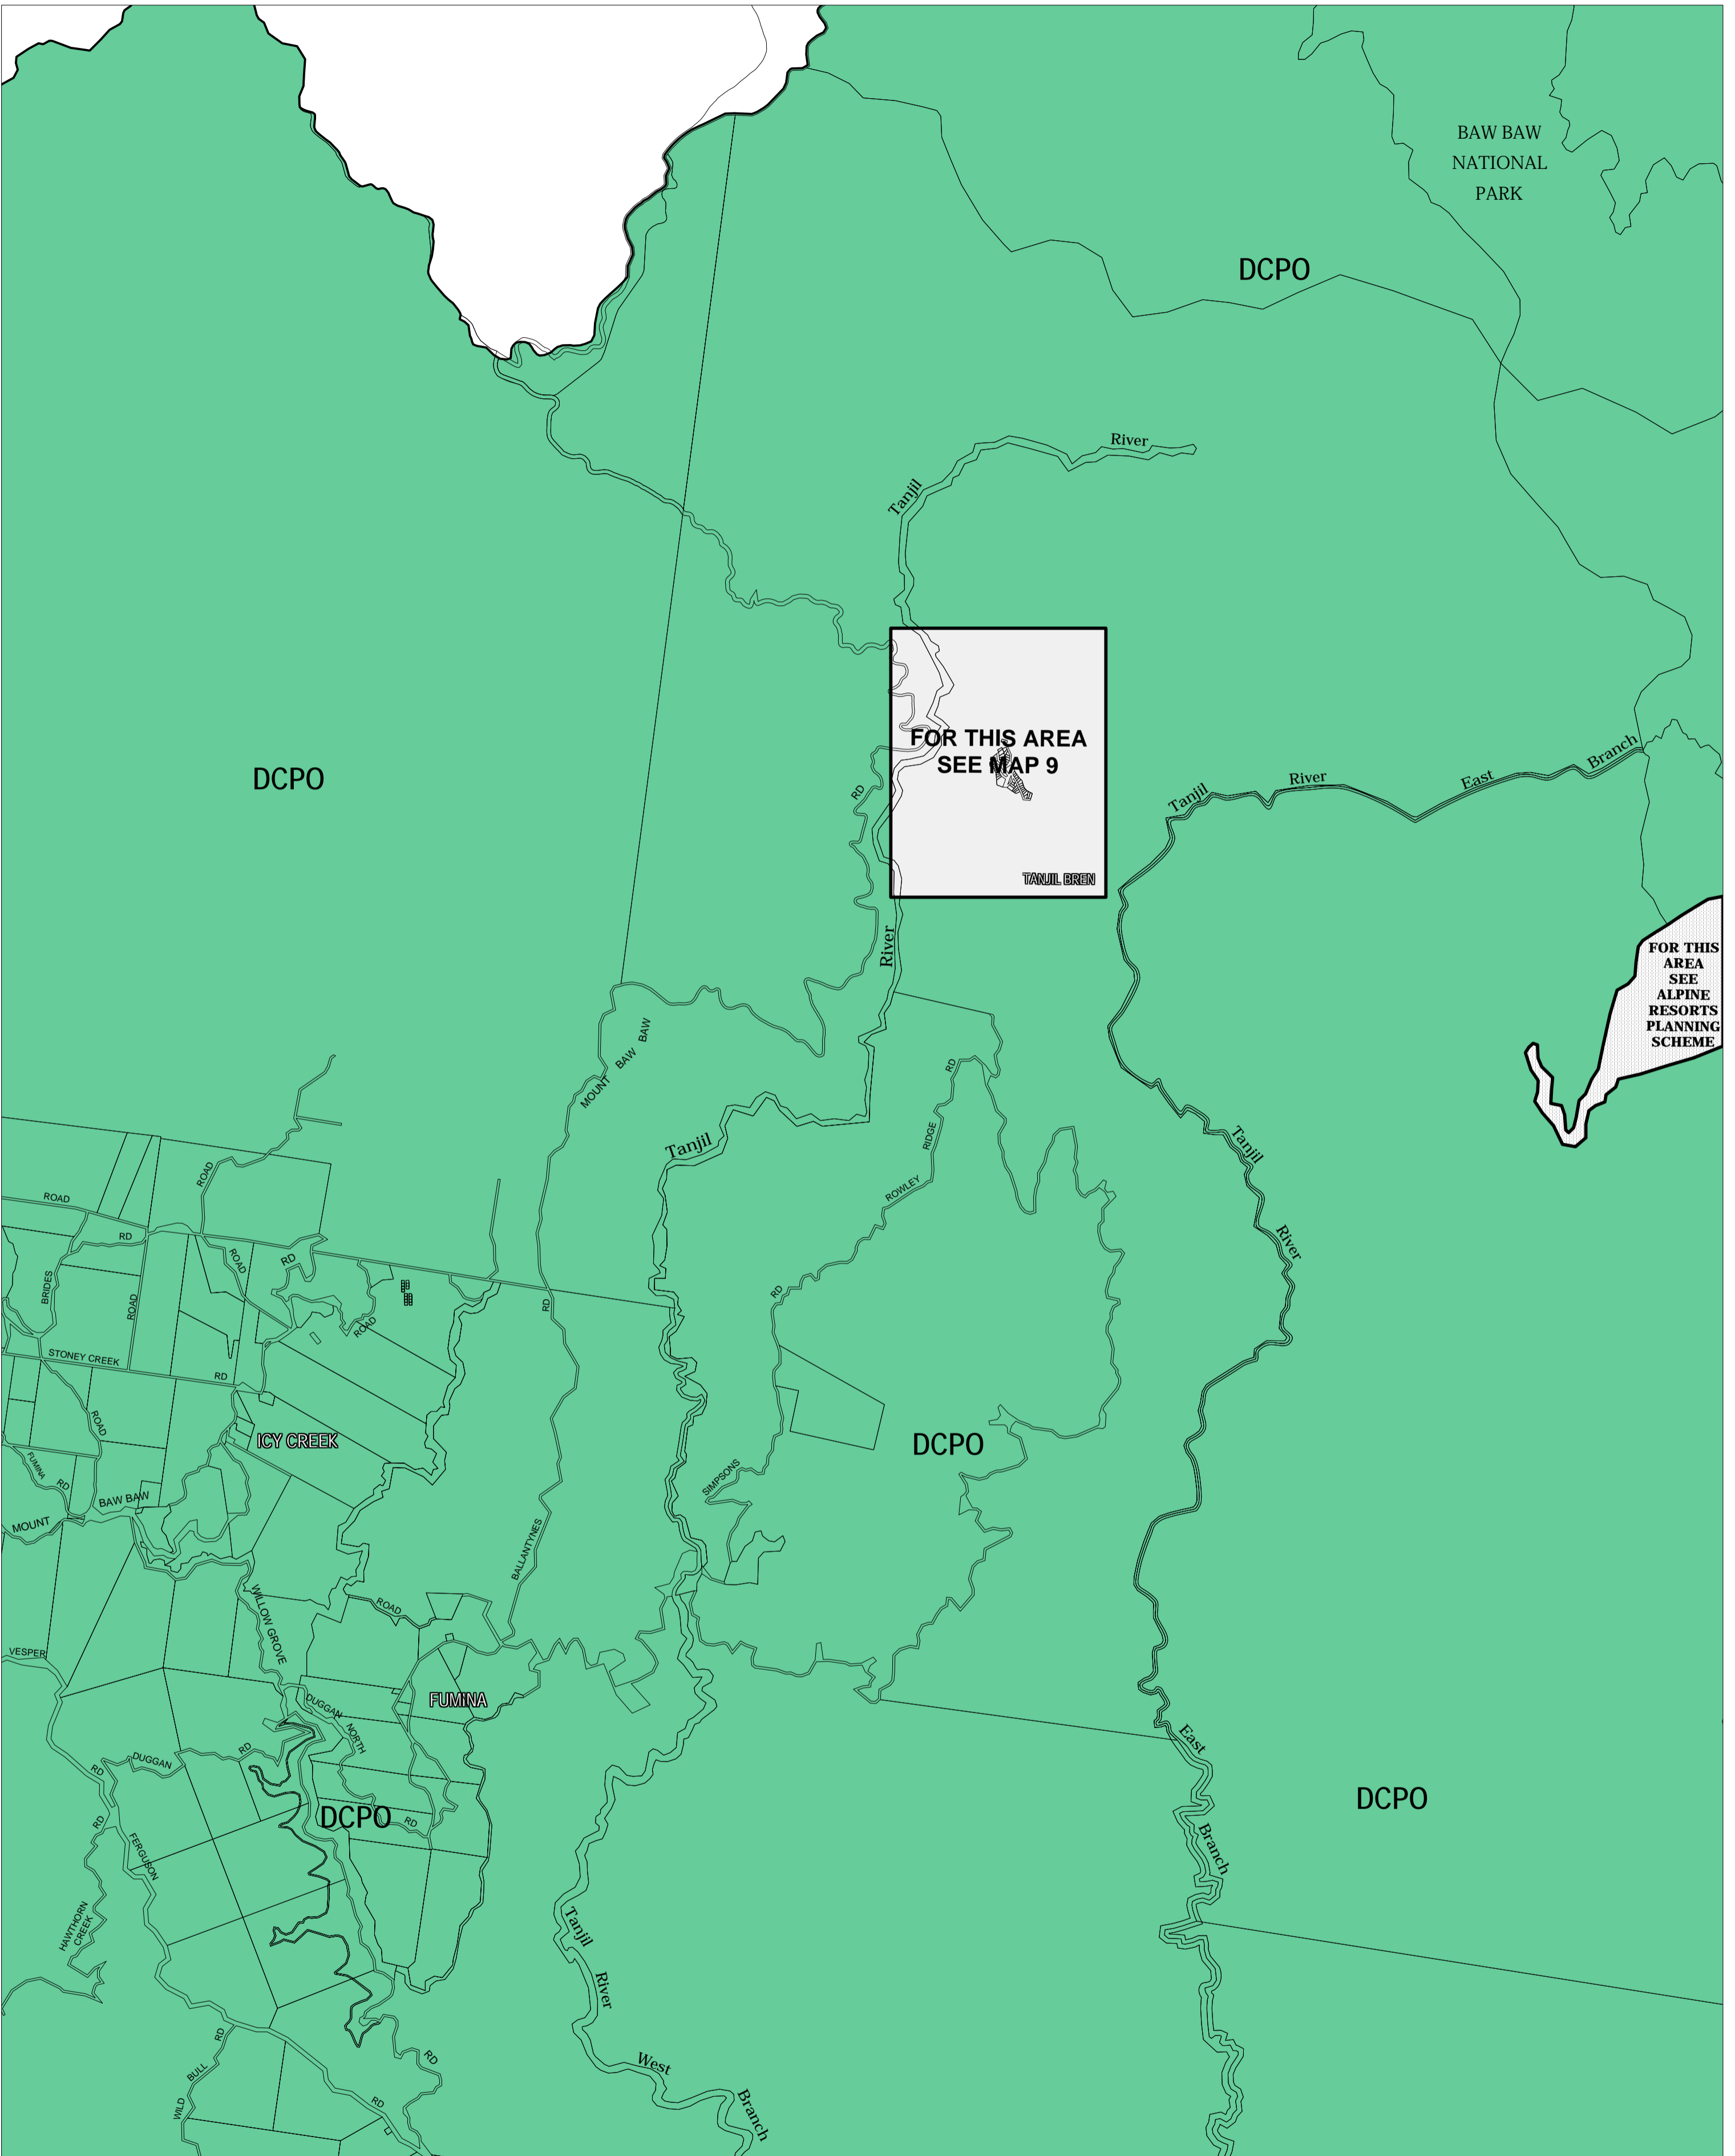 BAW BAW
NATIONAL
PARK
DCPO
River
Tanjil
DCPO
FOR THIS AREA
SEE MAP 9
TANJIL BREN
RD
River
Tanjil
River
East
Branch
FOR THIS
AREA
SEE
ALPINE
RESORTS
PLANNING
SCHEME
MOUNT BAW BAW
RD
RIDGE
ROWLEY
RD
Tanjil
Tanjil
River
ROAD
ROAD
RD
ROAD
RD
BRIDES
ROAD
ROAD
RD
STONEY CREEK
RD
ROAD
ICY CREEK
DCPO
FUMINA
RD
BAW BAW
MOUNT
SIMPSONS
BALLANTYNES
WILLOW GROVE
ROAD
VESPER
FUMINA
DUGGAN
NORTH
RD
DUGGAN
RD
East
Branch
DCPO
DCPO
RD
RD
FERGUSON
HAWTHORN
CREEK
Tanjil
River
West
Branch
RD
BULL
WILD
RD
RD